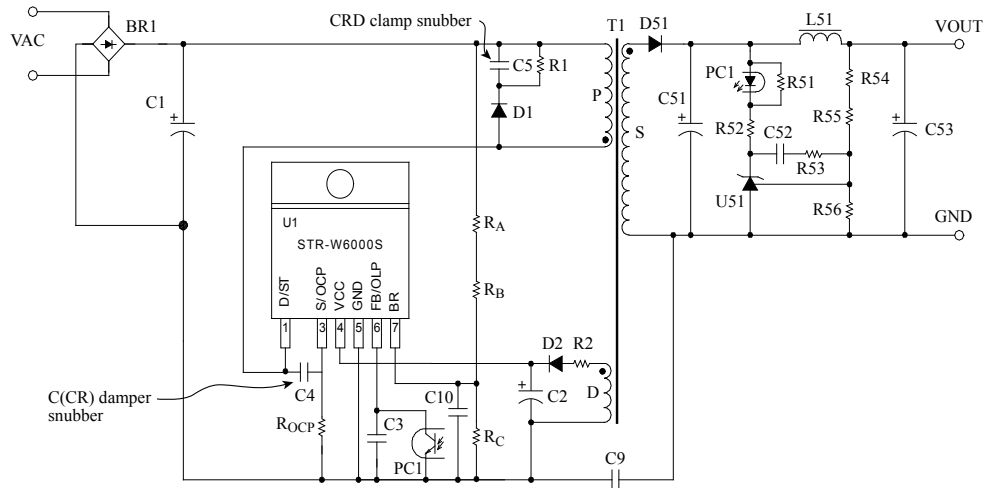 CRD clamp snubber
T1
D51
L51
VOUT
BR1
VAC
C5
R1
PC1
R51
R54
C1
P
C51
+
+
+
D1
S
R52
C52
R55
C53
R53
U51
R56
GND
U1
STR-W6000S
RA
RB
D/ST
S/OCP
VCC
GND
FB/OLP
BR
1
3
4
5
6
7
D2
R2
+
C2
D
C(CR) damper
snubber
C4
C10
ROCP
C3
RC
PC1
C9